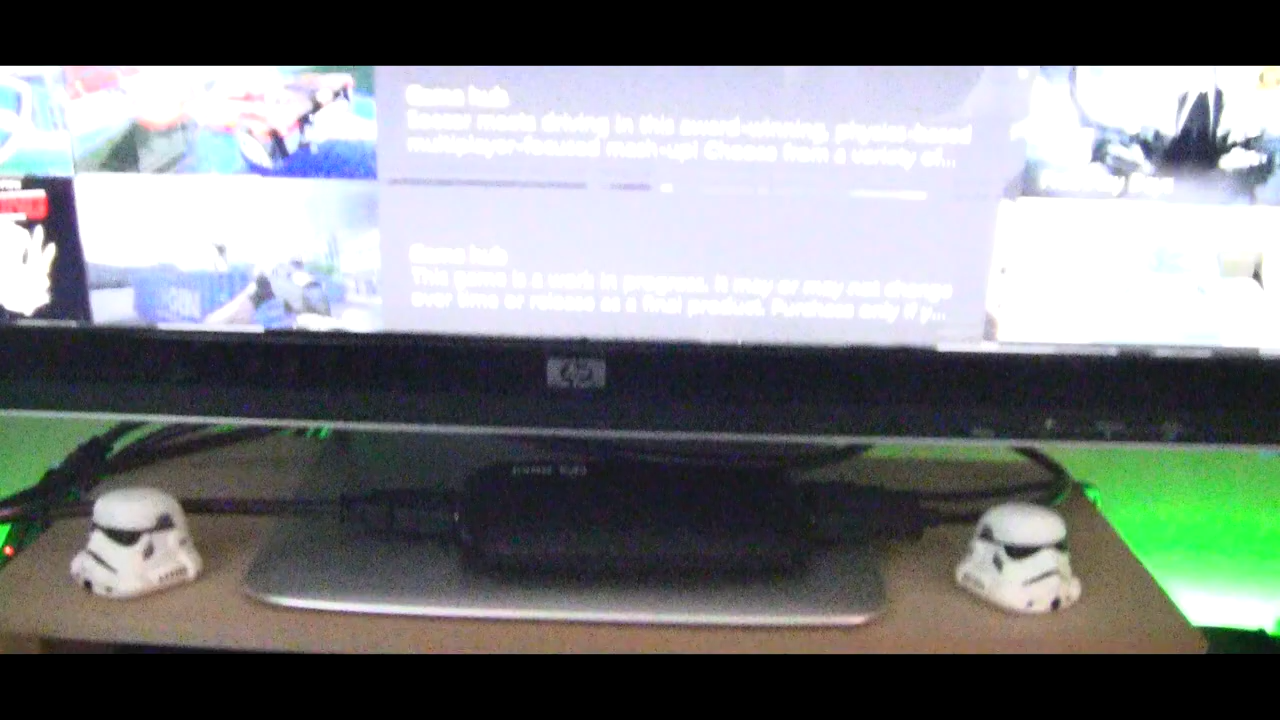 Game hub
Soccer meets driving in this award-winning, physics-based
multiplayer-focused mash-up! Choose from a variety of...
Game hub
This game is a work in progress. It may or may not change
over time or release as a final product. Purchase only if y...
hp